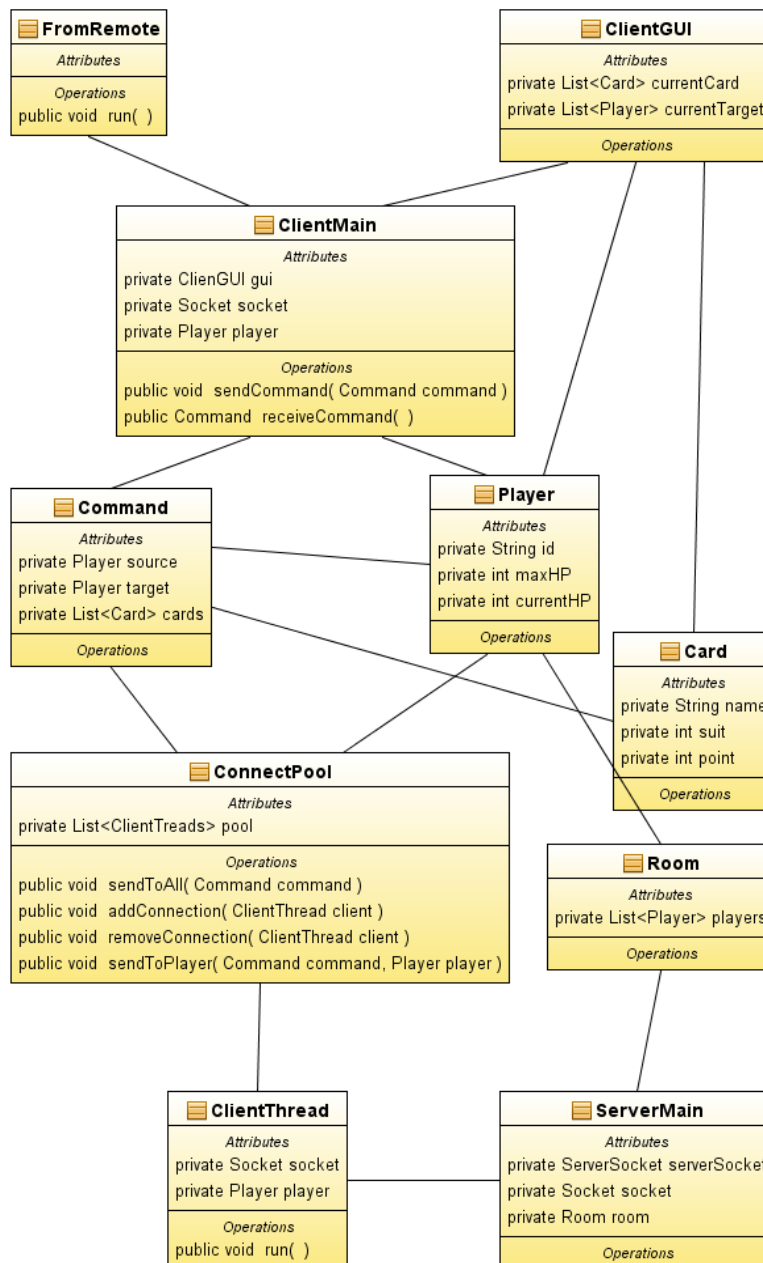 FromRemote
Attributes
Operations
public void run( )
ClientGUI
Attributes
private List<Card> currentCard
private List<Player> currentTarget
Operations
ClientMain
Attributes
private ClienGUI gui
private Socket socket
private Player player
Operations
public void sendCommand( Command command )
public Command receiveCommand( )
Command
Attributes
private Player source
private Player target
private List<Card> cards
Operations
Player
Attributes
private String id
private int maxHP
private int currentHP
Operations
Card
Attributes
private String name
private int suit
private int point
Operations
ConnectPool
Attributes
private List<ClientTreads> pool
Operations
public void sendToAll( Command command )
public void addConnection( ClientThread client )
public void removeConnection( ClientThread client )
public void sendToPlayer( Command command, Player player )
Room
Attributes
private List<Player> players
Operations
ClientThread
Attributes
private Socket socket
private Player player
Operations
public void run( )
ServerMain
Attributes
private ServerSocket serverSocket
private Socket socket
private Room room
Operations